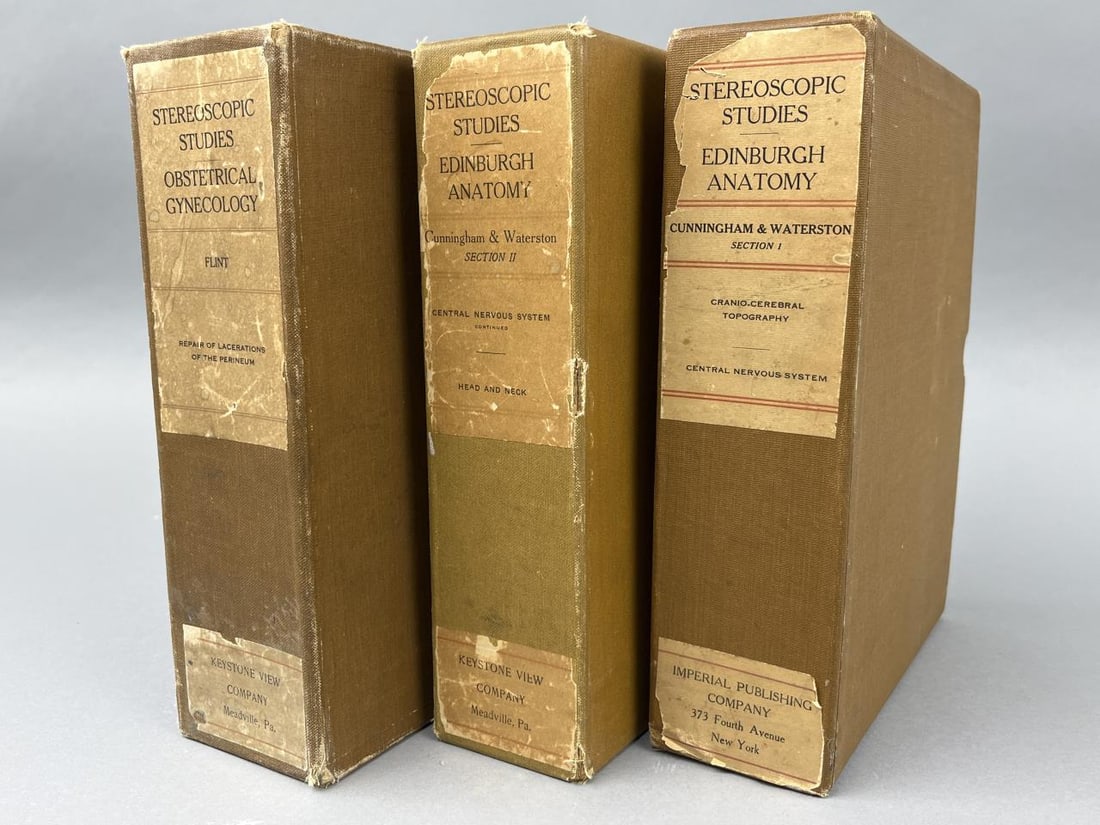 STEREOSCOPIC
STUDIES
OBSTETRICAL
GYNECOLOGY
FLINT
REPAIR OF LACERATIONS
OF THE PERINEUM
KEYSTONE VIEW
COMPANY
Meadville, Pa.
STEREOSCOPIC
STUDIES
EDINBURGH
ANATOMY
Cunningham & Waterston
SECTION II
CENTRAL NERVOUS SYSTEM
CONTINUED
HEAD AND NECK
KEYSTONE VIEW
COMPANY
Meadville, Pa.
STEREOSCOPIC
STUDIES
EDINBURGH
ANATOMY
CUNNINGHAM & WATERSTON
SECTION I
CRANIO-CEREBRAL
TOPOGRAPHY
CENTRAL NERVOUS SYSTEM
IMPERIAL PUBLISHING
COMPANY
373 Fourth Avenue
New York